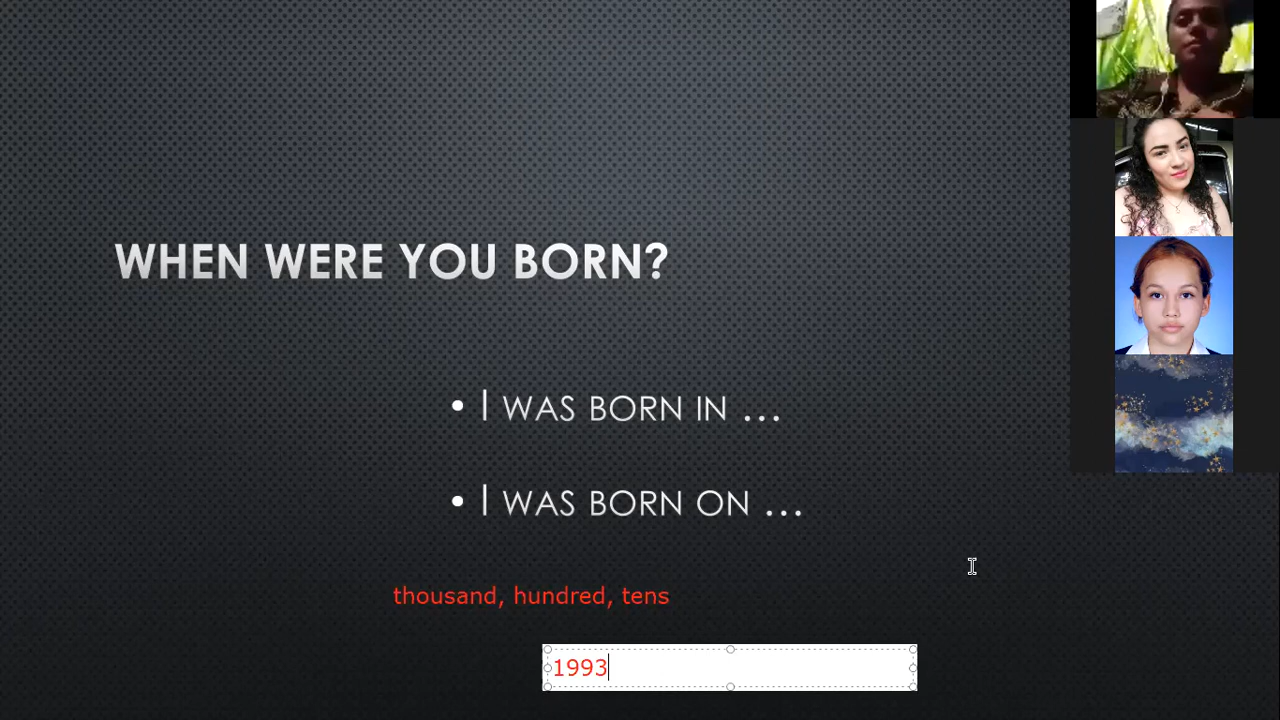 WHEN WERE YOU BORN?
• I WAS BORN IN …
• I WAS BORN ON …
thousand, hundred, tens
1993